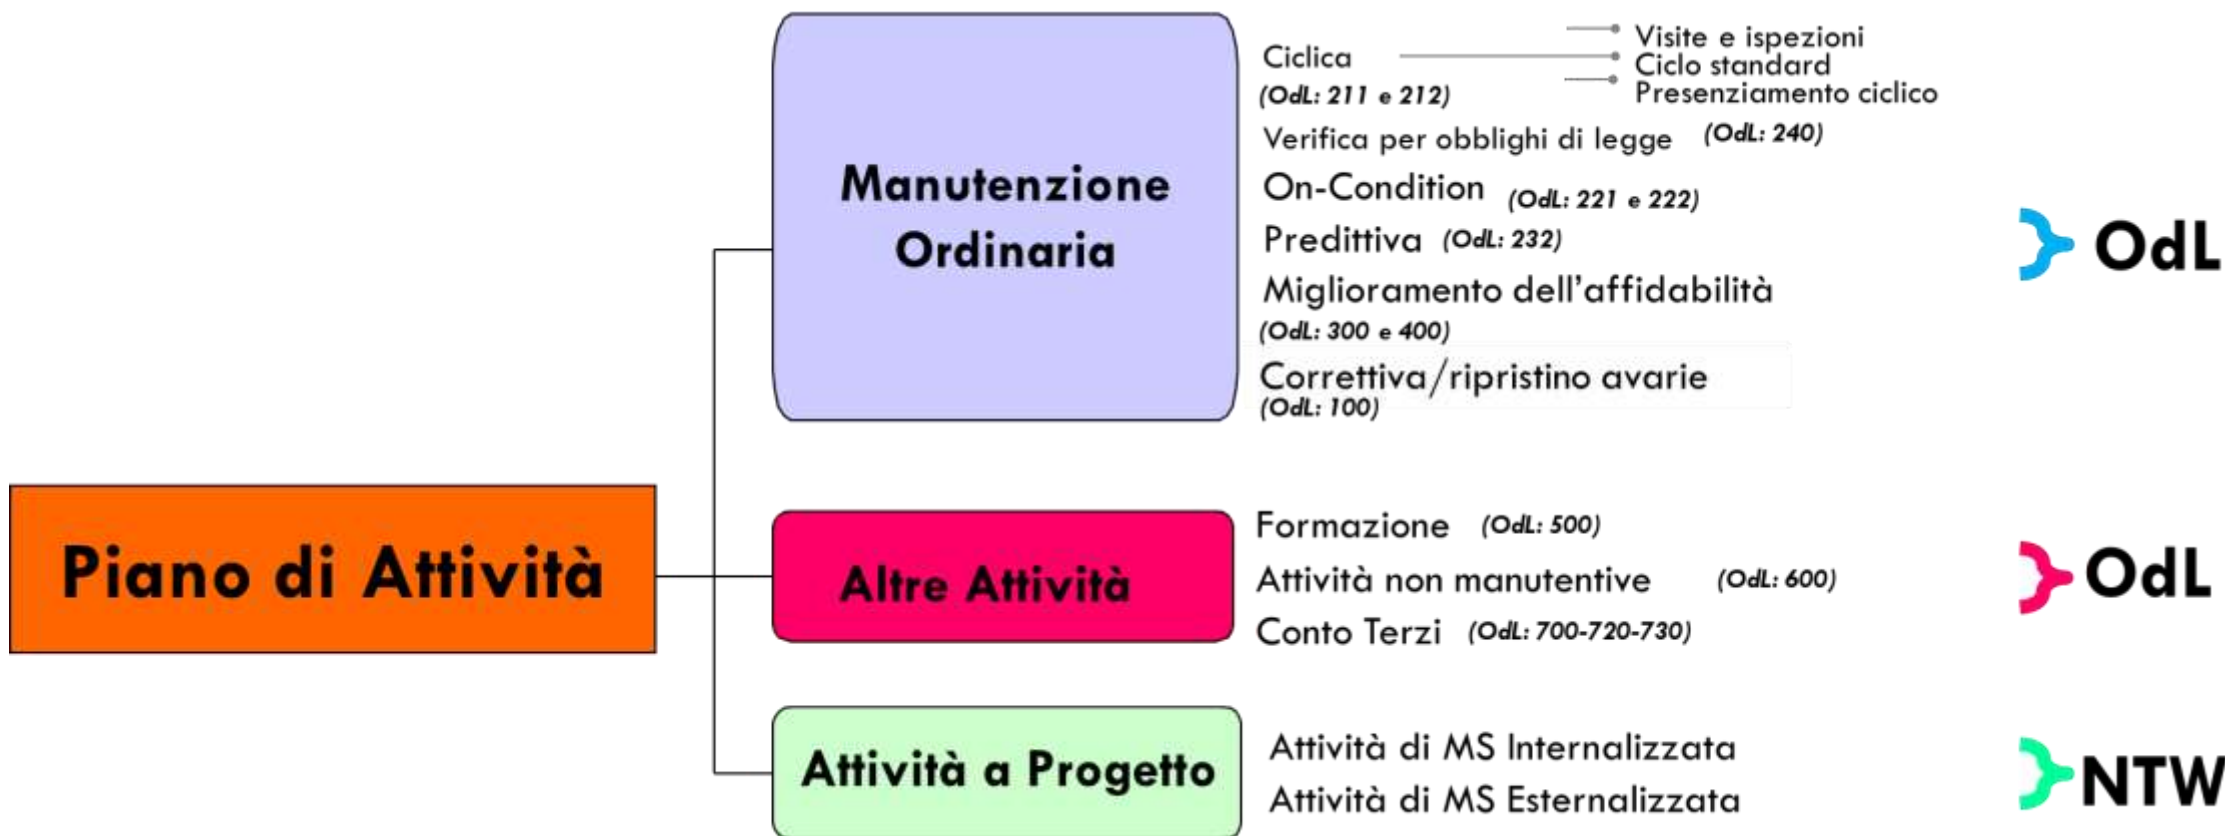 Piano di Attività
Manutenzione
Ordinaria
Ciclica
(OdL: 211 e 212)
Visite e ispezioni
Ciclo standard
Presenziamento ciclico
Verifica per obblighi di legge (OdL: 240)
On-Condition (OdL: 221 e 222)
Predittiva (OdL: 232)
Miglioramento dell'affidabilità
(OdL: 300 e 400)
Correttiva/ripristino avarie
(OdL: 100)
OdL
Altre Attività
Formazione (OdL: 500)
Attività non manutentive (OdL: 600)
Conto Terzi (OdL: 700-720-730)
OdL
Attività a Progetto
Attività di MS Internalizzata
Attività di MS Esternalizzata
NTW